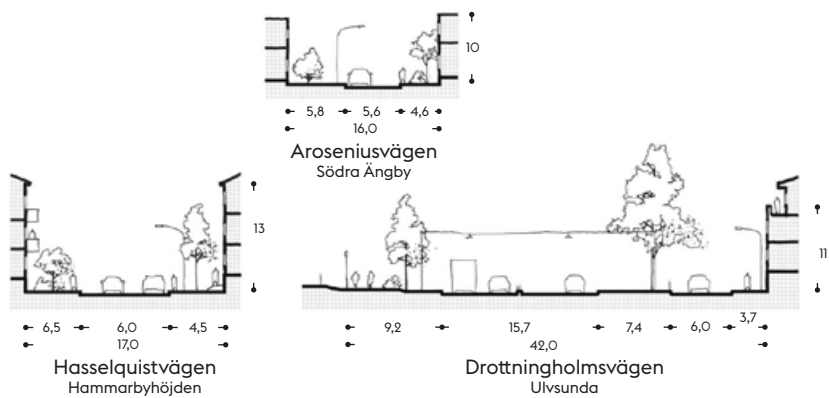 10
5,8 5,6 4,6
16,0
Aroseniusvägen
Södra Ängby
13
6,5 6,0 4,5
17,0
Hasselquistvägen
Hammarbyhöjden
11
9,2 15,7 7,4 6,0 3,7
42,0
Drottningholmsvägen
Ulvsunda